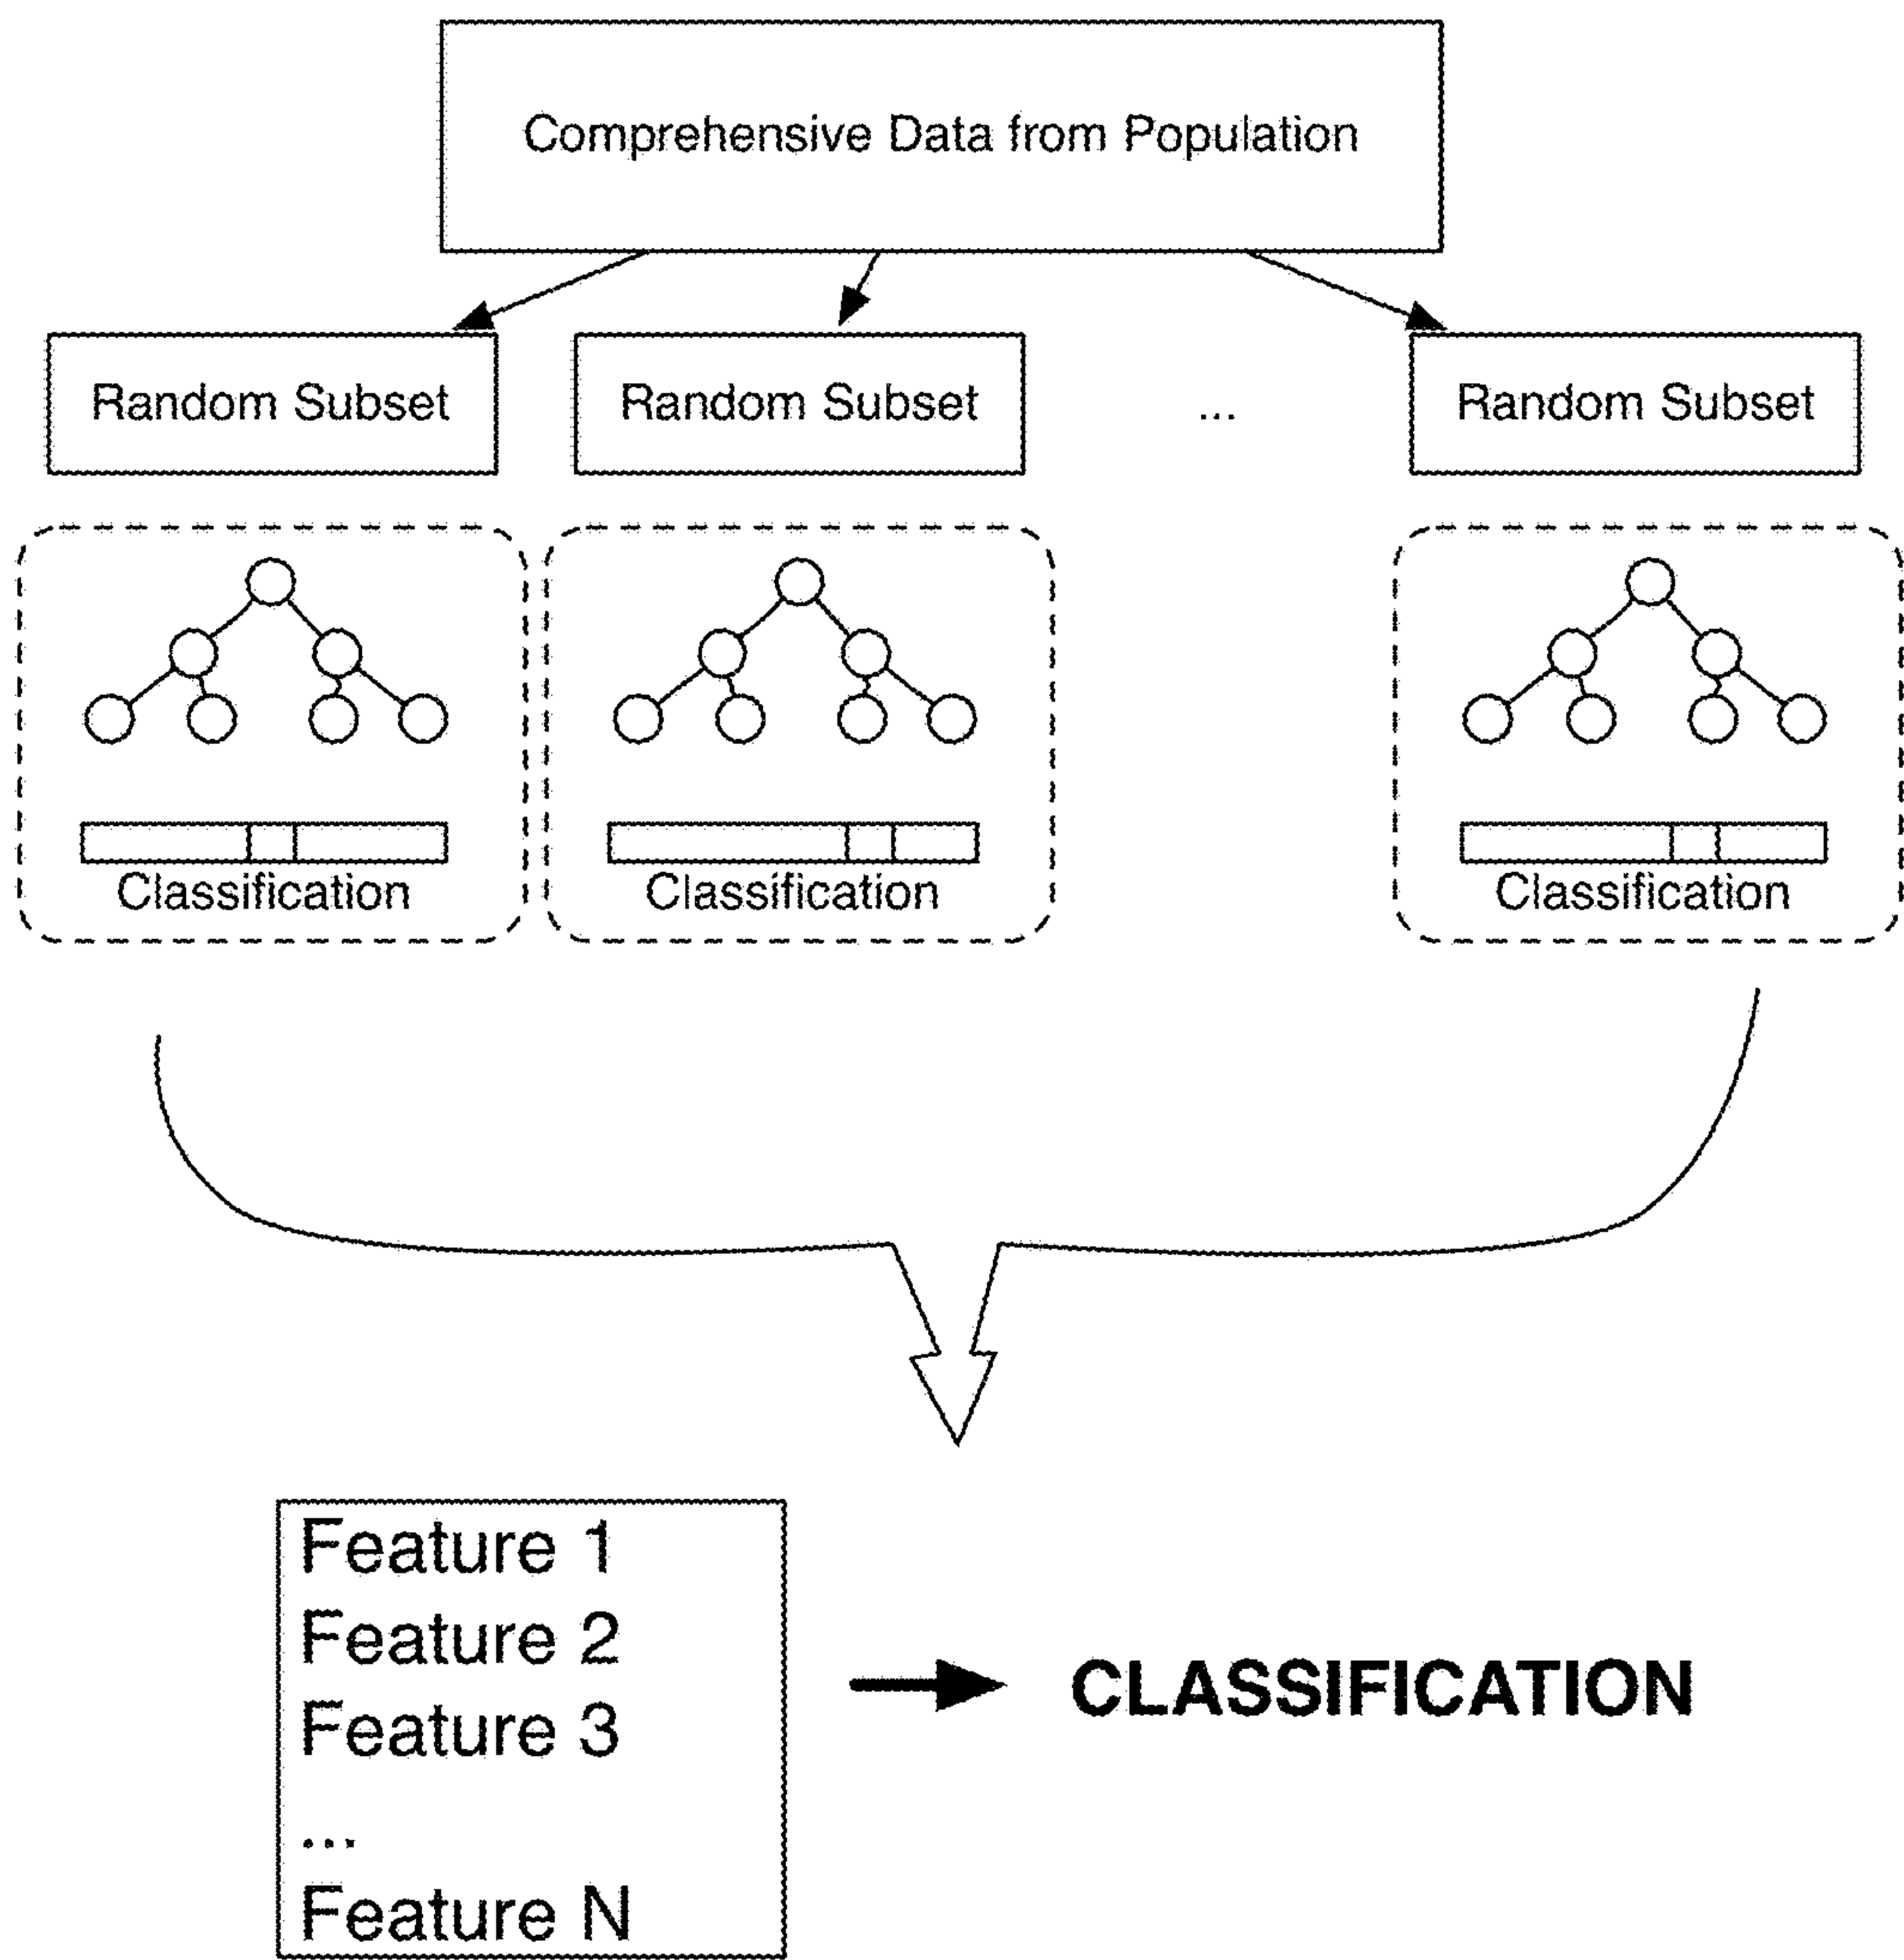 Comprehensive Data from Population
Random Subset
Random Subset
...
Random Subset
Classification
Classification
Classification
Feature 1
Feature 2
Feature 3
...
Feature N
CLASSIFICATION